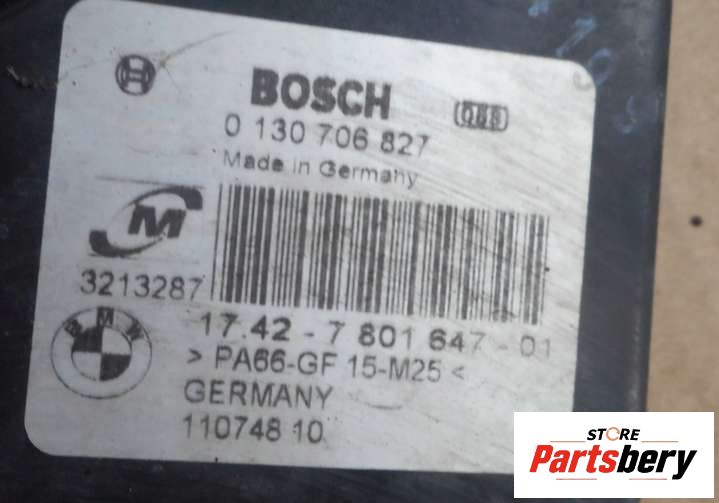 BOSCH
0 130 706 827
Made in Germany
M
3213287
17.42 - 7 801 647 - 01
BMW
> PA66-GF 15-M25 <
GERMANY
110748 10
STORE
Partsbery